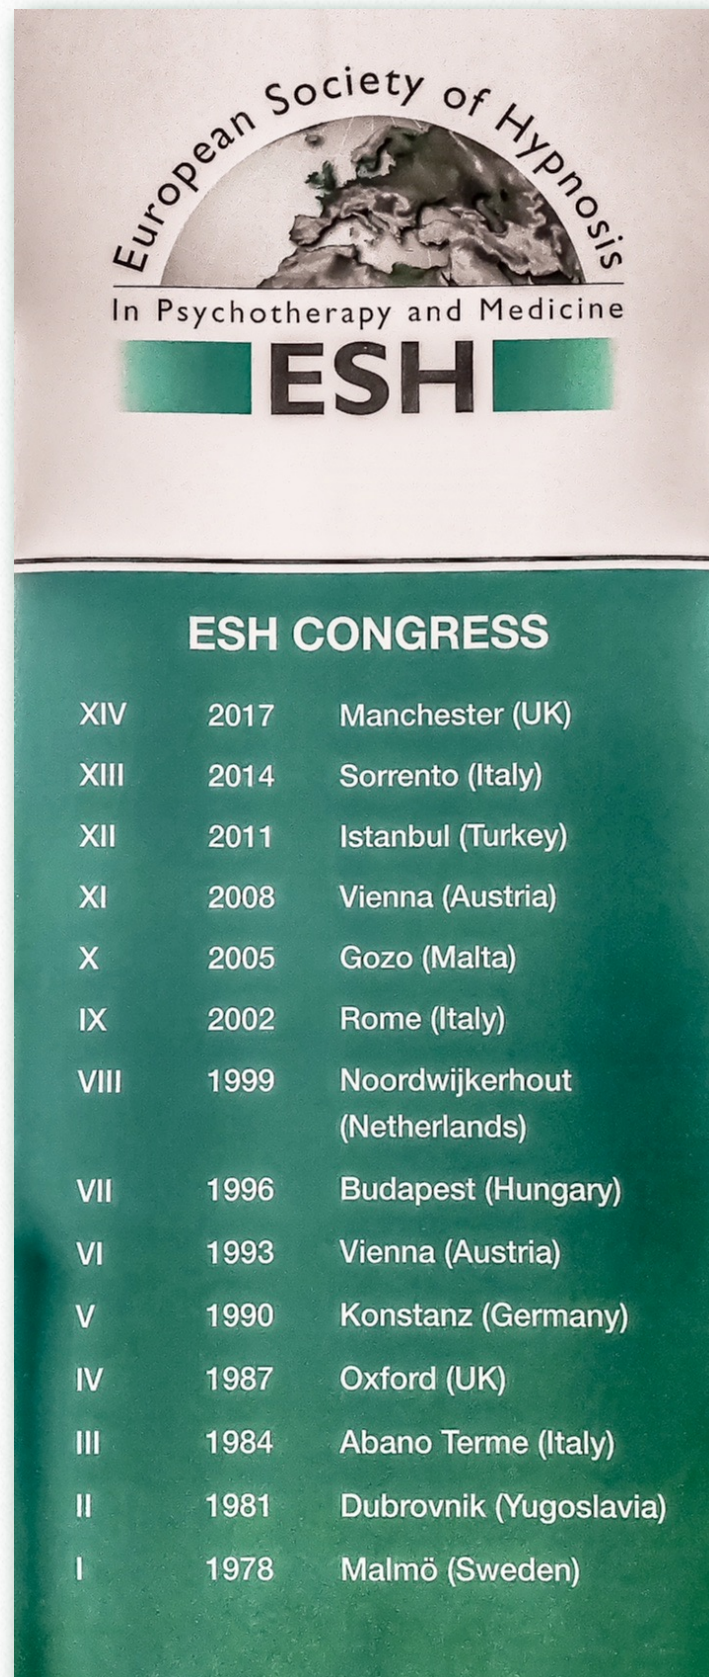 European Society of Hypnosis
In Psychotherapy and Medicine
ESH
ESH CONGRESS
XIV 2017 Manchester (UK)
XIII 2014 Sorrento (Italy)
XII 2011 Istanbul (Turkey)
XI 2008 Vienna (Austria)
X 2005 Gozo (Malta)
IX 2002 Rome (Italy)
VIII 1999 Noordwijkerhout
(Netherlands)
VII 1996 Budapest (Hungary)
VI 1993 Vienna (Austria)
V 1990 Konstanz (Germany)
IV 1987 Oxford (UK)
III 1984 Abano Terme (Italy)
II 1981 Dubrovnik (Yugoslavia)
I 1978 Malmö (Sweden)